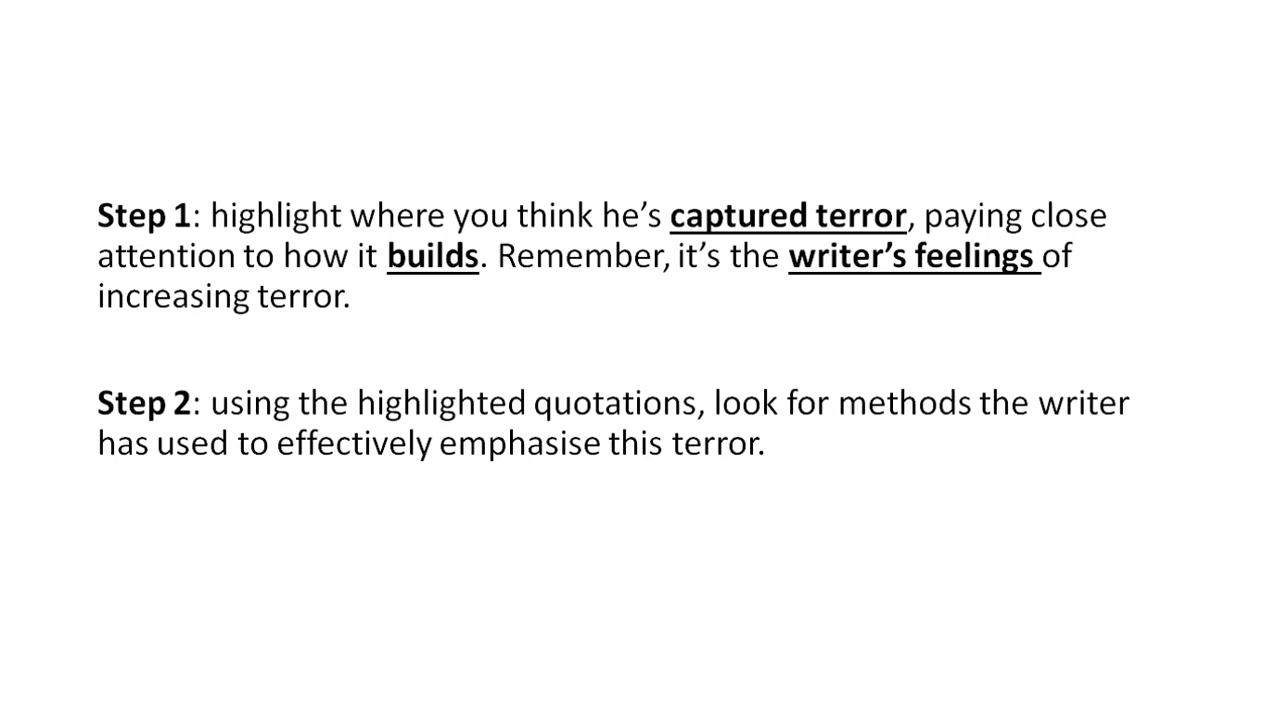 Step 1: highlight where you think he’s captured terror, paying close
attention to how it builds. Remember, it’s the writer’s feelings of
increasing terror.
Step 2: using the highlighted quotations, look for methods the writer
has used to effectively emphasise this terror.